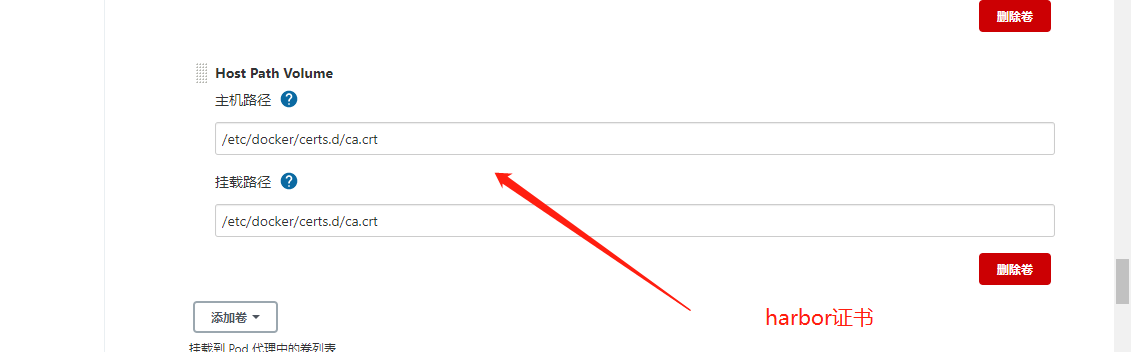 删除卷
Host Path Volume
主机路径 ?
/etc/docker/certs.d/ca.crt
挂载路径 ?
/etc/docker/certs.d/ca.crt
删除卷
添加卷
harbor证书
挂载到 Pod 代理中的卷列表